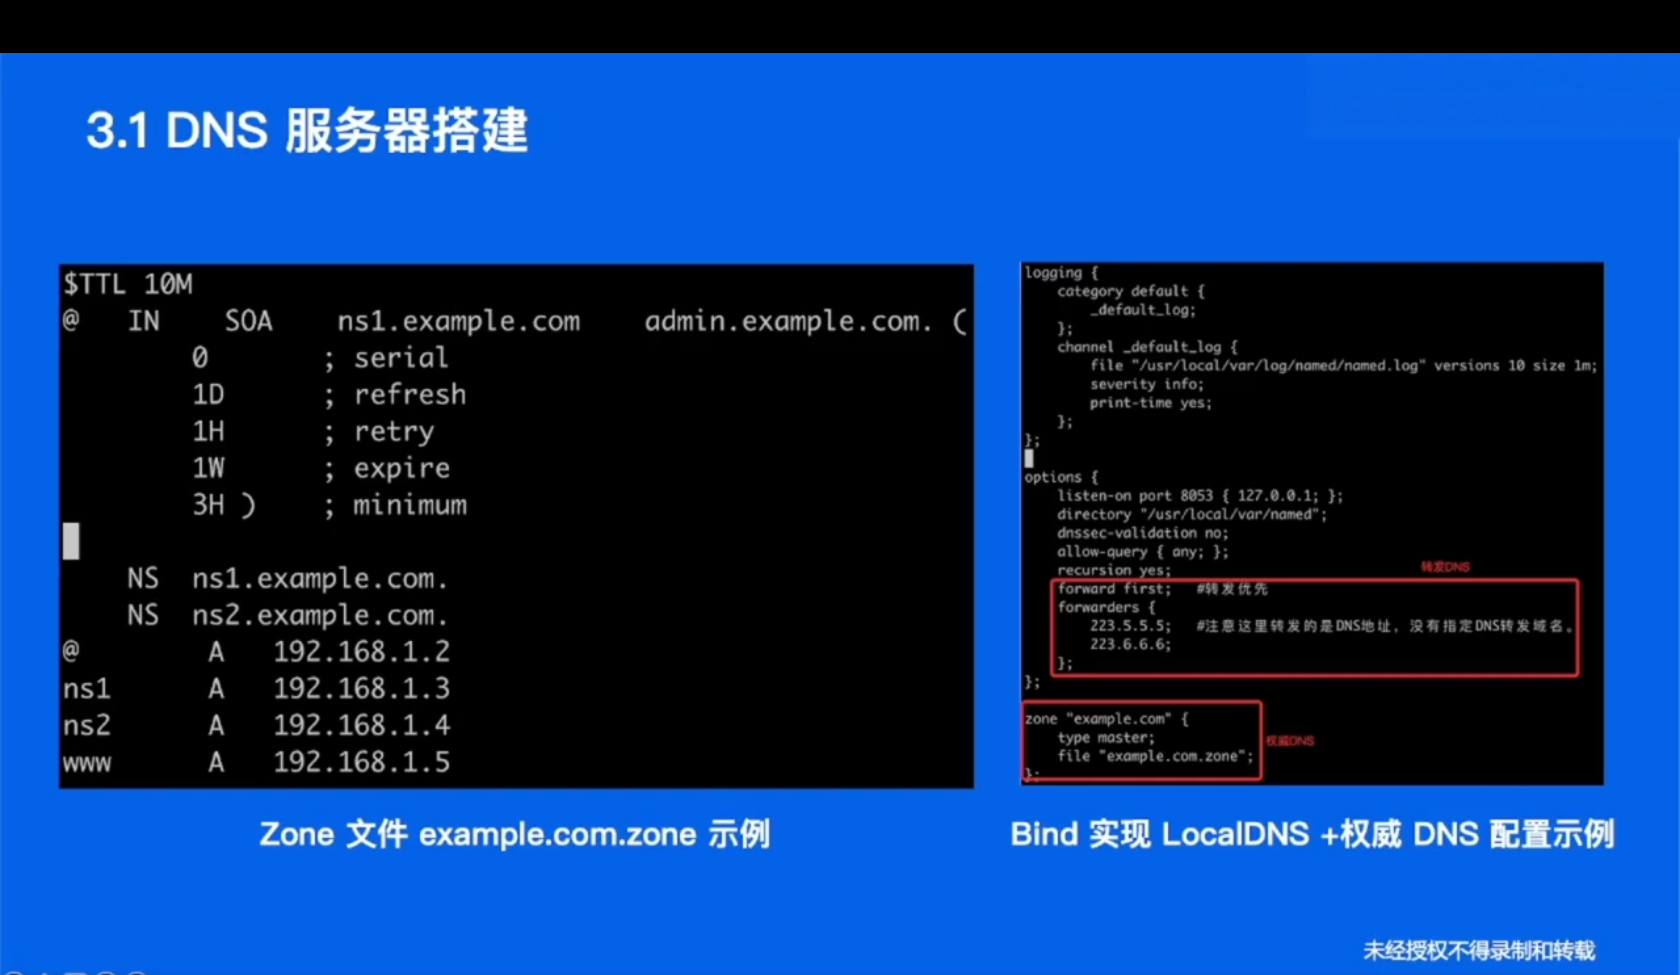 3.1 DNS 服务器搭建
$TTL 10M
@ IN SOA ns1.example.com admin.example.com. (
0 ; serial
1D ; refresh
1H ; retry
1W ; expire
3H ) ; minimum
NS ns1.example.com.
NS ns2.example.com.
@ A 192.168.1.2
ns1 A 192.168.1.3
ns2 A 192.168.1.4
www A 192.168.1.5
Zone 文件 example.com.zone 示例
logging {
category default {
_default_log;
};
channel _default_log {
file "/usr/local/var/log/named/named.log" versions 10 size 1m;
severity info;
print-time yes;
};
};
options {
listen-on port 8053 { 127.0.0.1; };
directory "/usr/local/var/named";
dnssec-validation no;
allow-query { any; };
recursion yes;
转发DNS
forward first; #转发优先
forwarders {
223.5.5.5; #注意这里转发的是DNS地址，没有指定DNS转发域名。
223.6.6.6;
};
};
zone "example.com" {
type master;
权威DNS
file "example.com.zone";
};
Bind 实现 LocalDNS +权威 DNS 配置示例
未经授权不得录制和转载